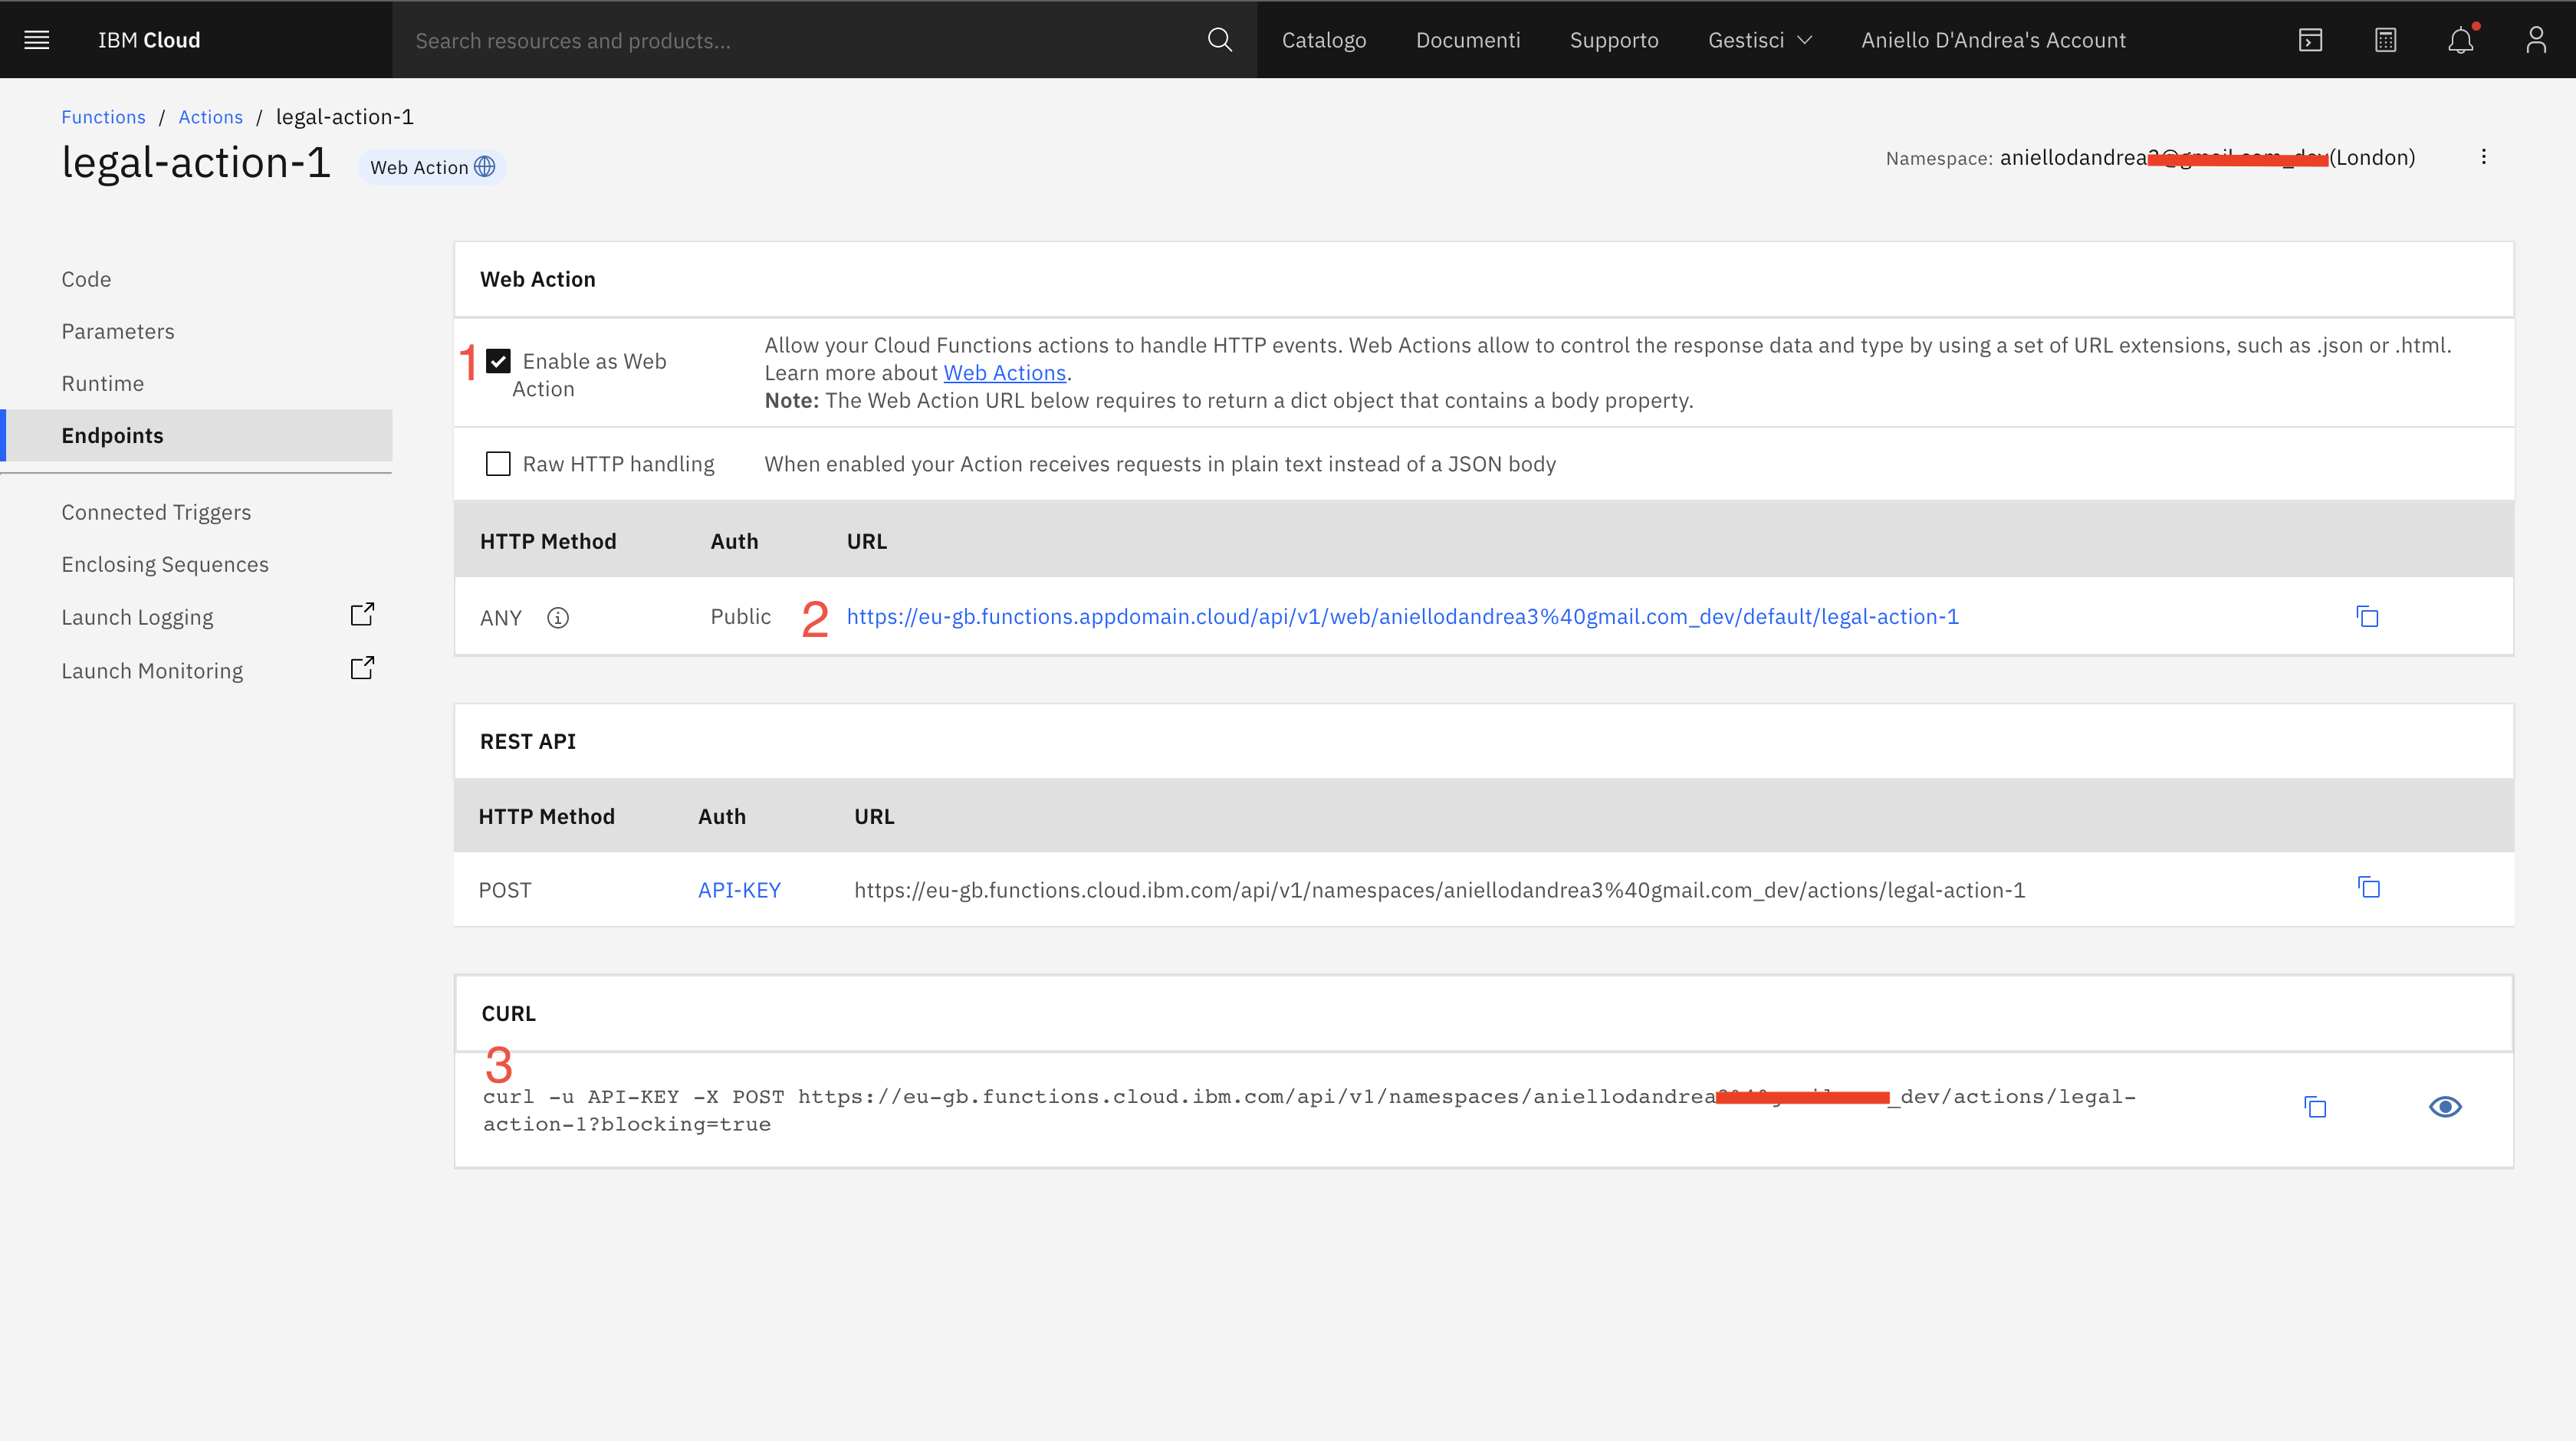 IBM Cloud
Search resources and products...
Catalogo
Documenti
Supporto
Gestisci
Aniello D'Andrea's Account
Functions / Actions / legal-action-1
legal-action-1
Web Action
Namespace: aniellodandrea (London)
Code
Parameters
Runtime
Endpoints
Connected Triggers
Enclosing Sequences
Launch Logging
Launch Monitoring
Web Action
1
Enable as Web
Action
Allow your Cloud Functions actions to handle HTTP events. Web Actions allow to control the response data and type by using a set of URL extensions, such as .json or .html.
Learn more about Web Actions.
Note: The Web Action URL below requires to return a dict object that contains a body property.
Raw HTTP handling
When enabled your Action receives requests in plain text instead of a JSON body
HTTP Method Auth URL
ANY Public 2 https://eu-gb.functions.appdomain.cloud/api/v1/web/aniellodandrea3%40gmail.com_dev/default/legal-action-1
REST API
HTTP Method Auth URL
POST API-KEY https://eu-gb.functions.cloud.ibm.com/api/v1/namespaces/aniellodandrea3%40gmail.com_dev/actions/legal-action-1
CURL
3
curl -u API-KEY -X POST https://eu-gb.functions.cloud.ibm.com/api/v1/namespaces/aniellodandrea _dev/actions/legal-
action-1?blocking=true